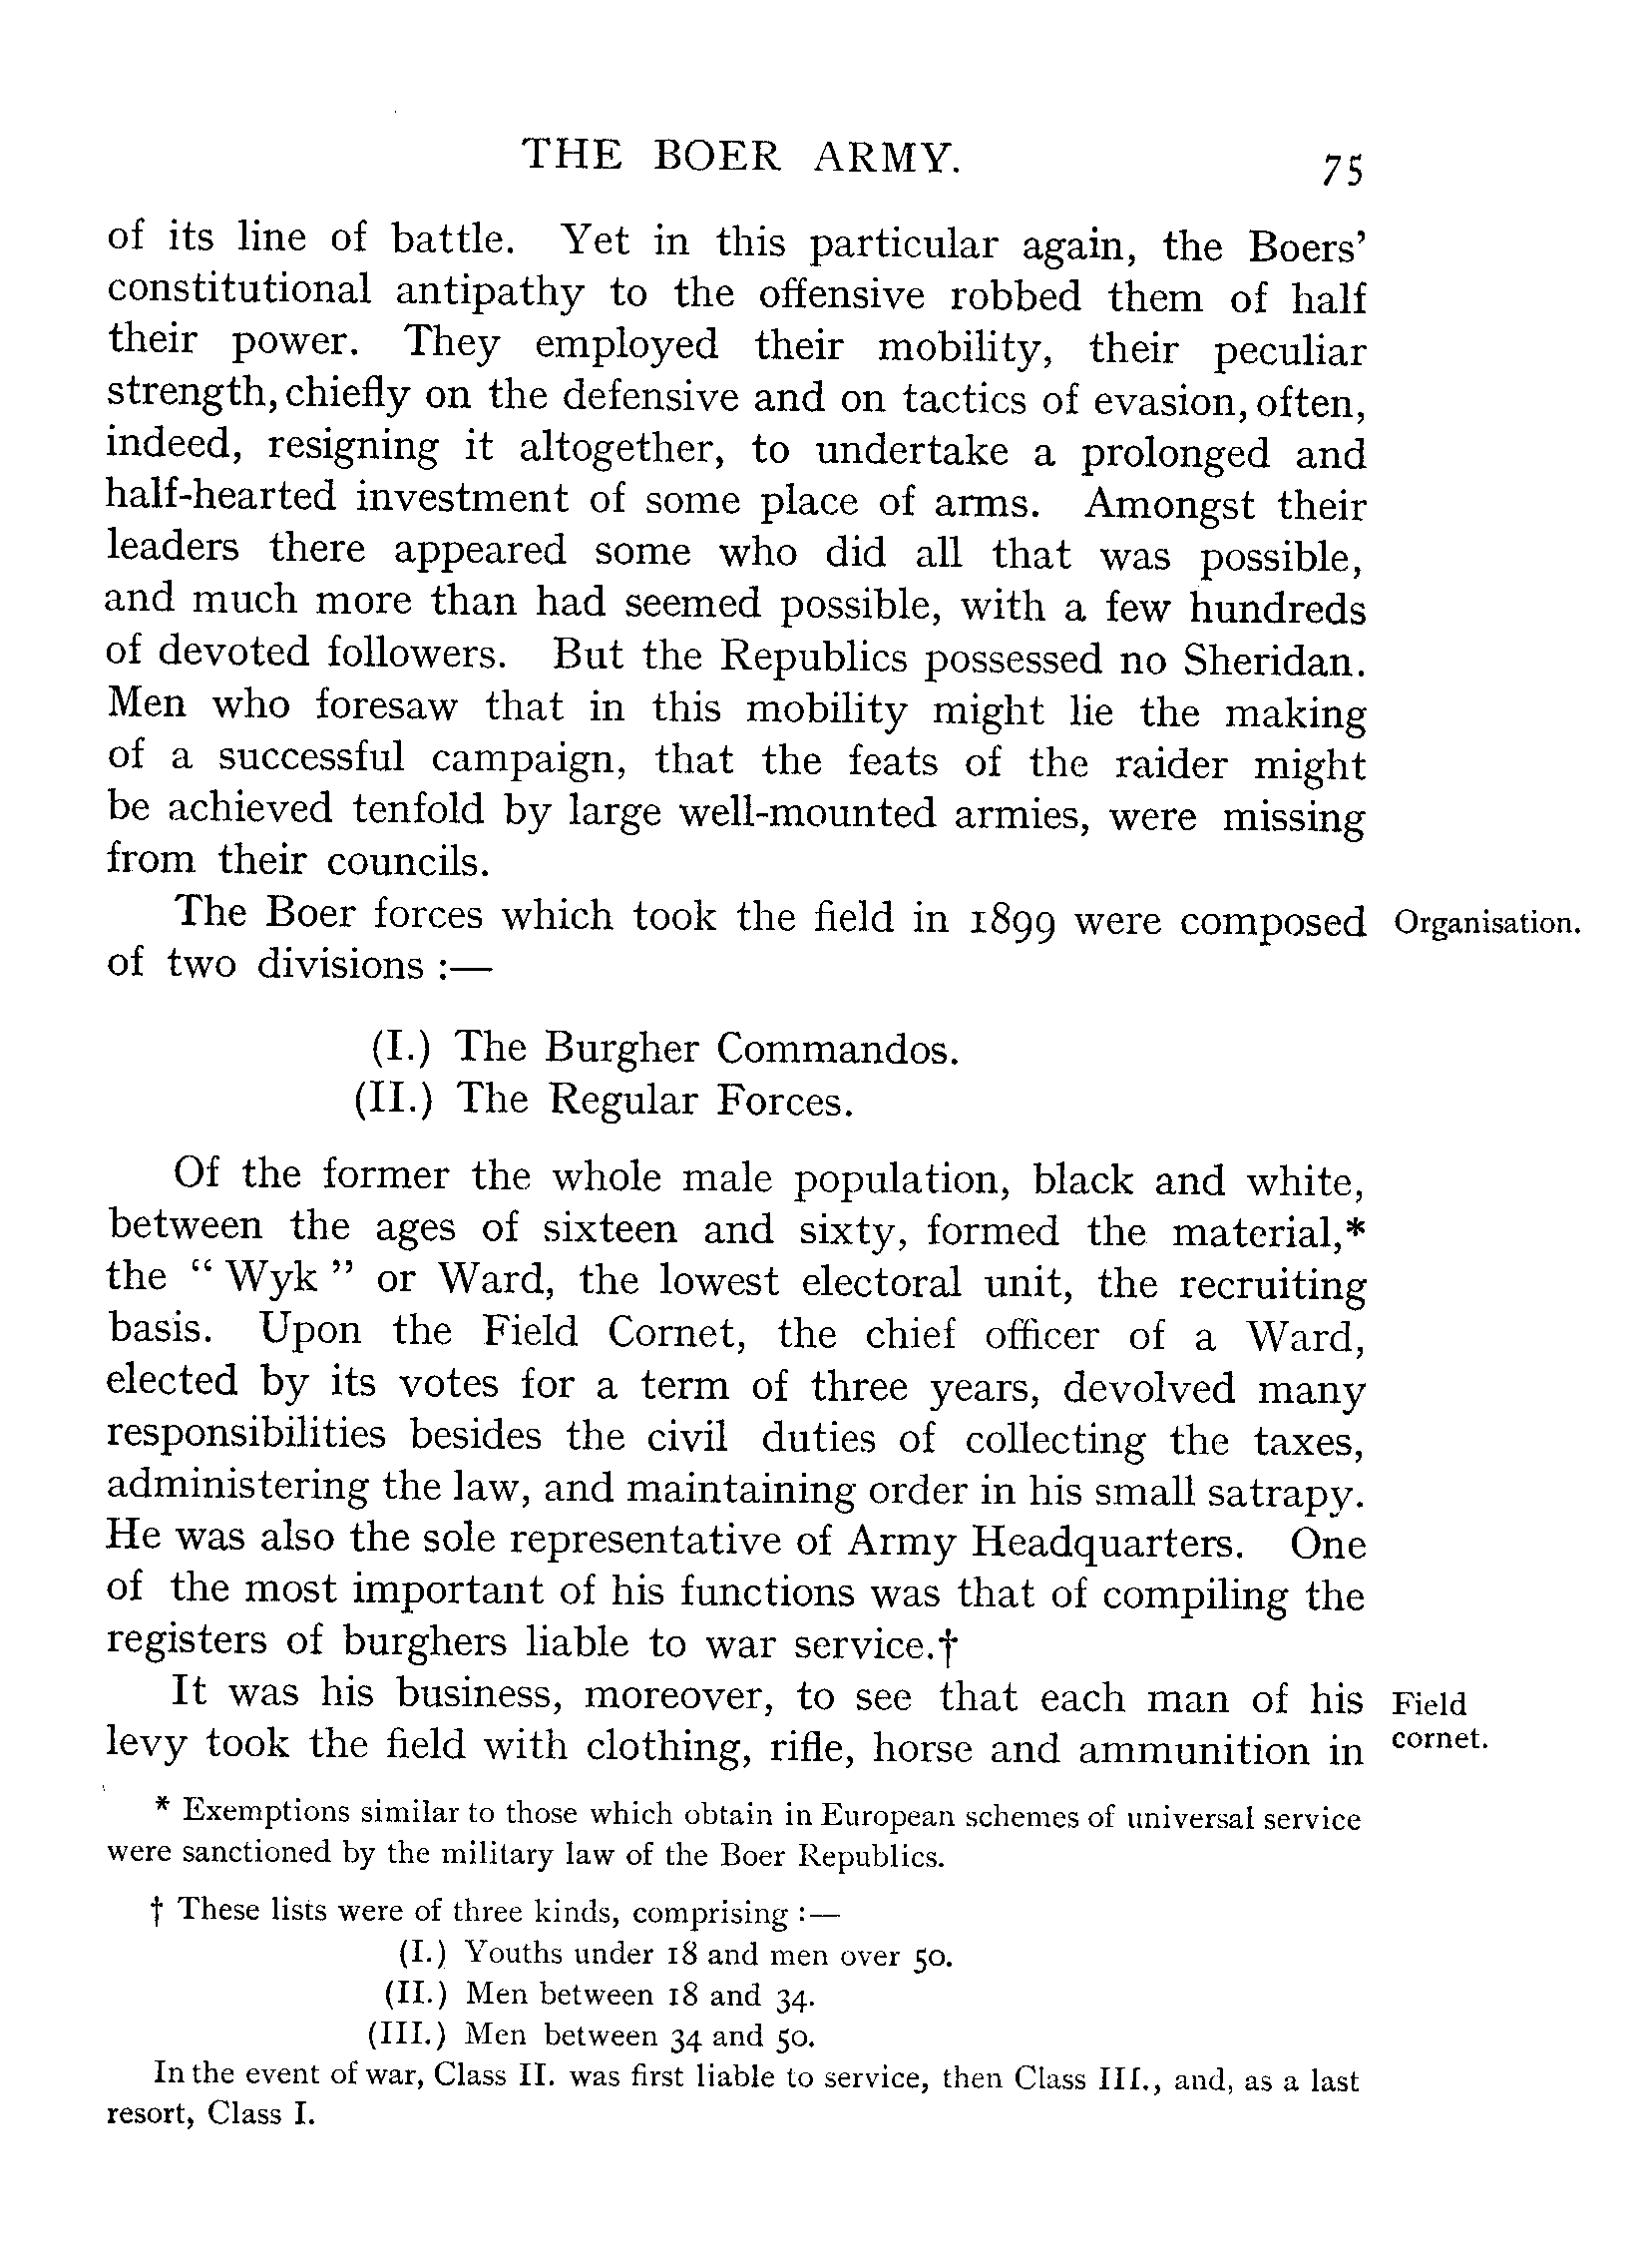 THE BOER ARMY. 75
of its line of battle. Yet in this particular again, the Boers'
constitutional antipathy to the offensive robbed them of half
their power. They employed their mobility, their peculiar
strength, chiefly on the defensive and on tactics of evasion, often,
indeed, resigning it altogether, to undertake a prolonged and
half-hearted investment of some place of arms. Amongst their
leaders there appeared some who did all that was possible,
and much more than had seemed possible, with a few hundreds
of devoted followers. But the Republics possessed no Sheridan.
Men who foresaw that in this mobility might lie the making
of a successful campaign, that the feats of the raider might
be achieved tenfold by large well-mounted armies, were missing
from their councils.
The Boer forces which took the field in 1899 were composed Organisation.
of two divisions :—
(I.) The Burgher Commandos.
(II.) The Regular Forces.
Of the former the whole male population, black and white,
between the ages of sixteen and sixty, formed the material,*
the “ Wyk ” or Ward, the lowest electoral unit, the recruiting
basis. Upon the Field Cornet, the chief officer of a Ward,
elected by its votes for a term of three years, devolved many
responsibilities besides the civil duties of collecting the taxes,
administering the law, and maintaining order in his small satrapy.
He was also the sole representative of Army Headquarters. One
of the most important of his functions was that of compiling the
registers of burghers liable to war service.†
It was his business, moreover, to see that each man of his Field
levy took the field with clothing, rifle, horse and ammunition in cornet.
* Exemptions similar to those which obtain in European schemes of universal service
were sanctioned by the military law of the Boer Republics.
† These lists were of three kinds, comprising :—
(I.) Youths under 18 and men over 50.
(II.) Men between 18 and 34.
(III.) Men between 34 and 50.
In the event of war, Class II. was first liable to service, then Class III., and, as a last
resort, Class I.